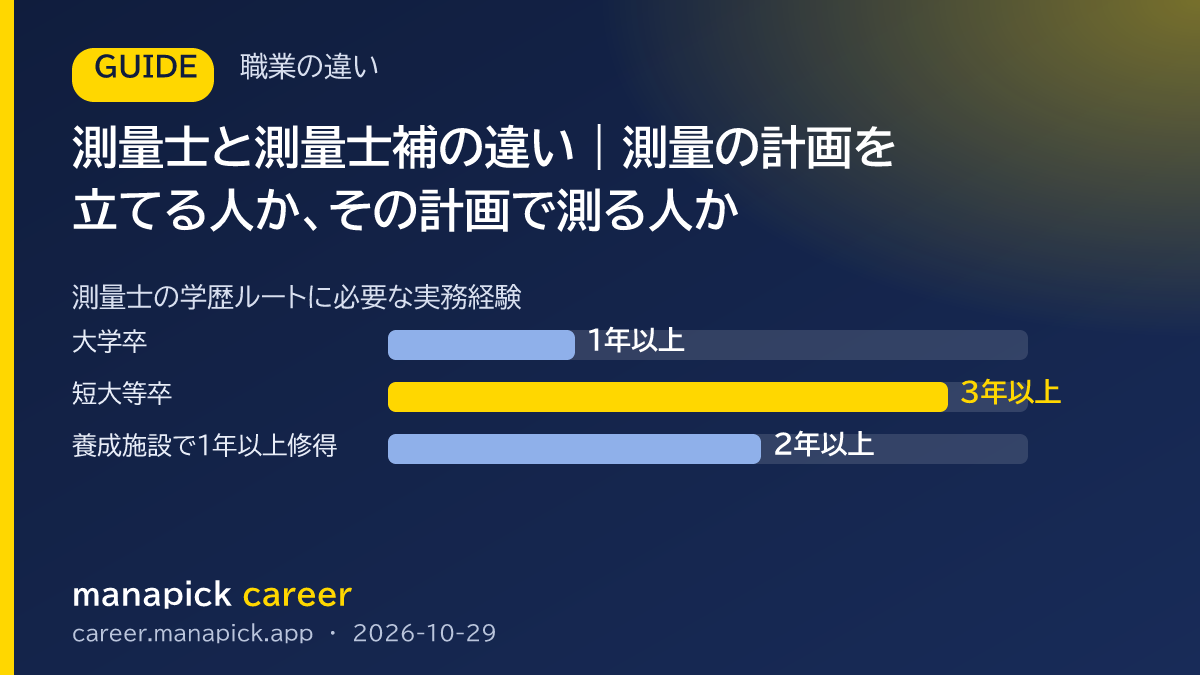 GUIDE 職業の違い
測量士と測量士補の違い｜測量の計画を
立てる人か、その計画で測る人か
測量士の学歴ルートに必要な実務経験
大学卒 1年以上
短大等卒 3年以上
養成施設で1年以上修得 2年以上
manapick career
career.manapick.app ・ 2026-10-29